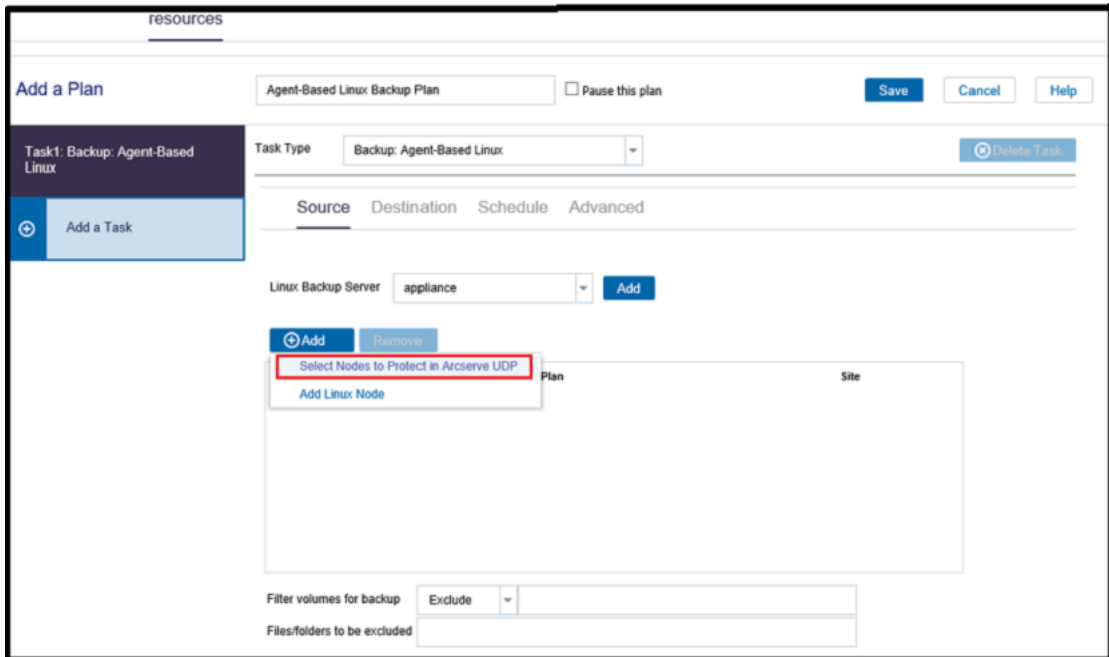 resources
Add a Plan
Agent-Based Linux Backup Plan
Pause this plan
Save
Cancel
Help
Task1: Backup: Agent-Based
Linux
Add a Task
Task Type
Backup: Agent-Based Linux
Delete Task
Source
Destination
Schedule
Advanced
Linux Backup Server
appliance
Add
Add
Remove
Select Nodes to Protect in Arcserve UDP
Add Linux Node
Plan
Site
Filter volumes for backup
Exclude
Files/folders to be excluded